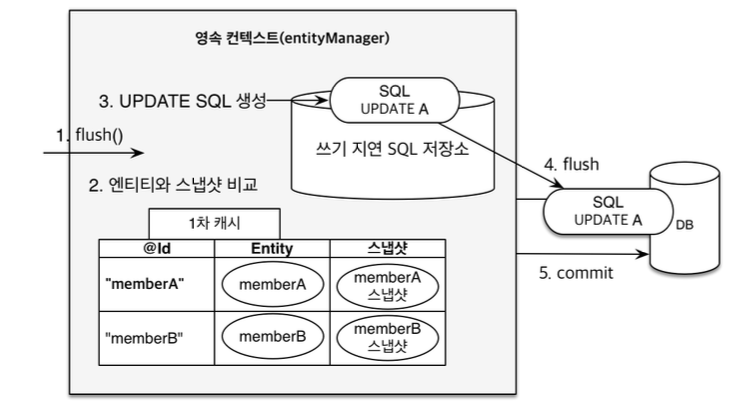 영속 컨텍스트(entityManager)
3. UPDATE SQL 생성
SQL
UPDATE A
1. flush()
쓰기 지연 SQL 저장소
4. flush
2. 엔티티와 스냅샷 비교
SQL
UPDATE A
DB
1차 캐시
@Id Entity 스냅샷
5. commit
"memberA" memberA memberA
스냅샷
"memberB" memberB memberB
스냅샷